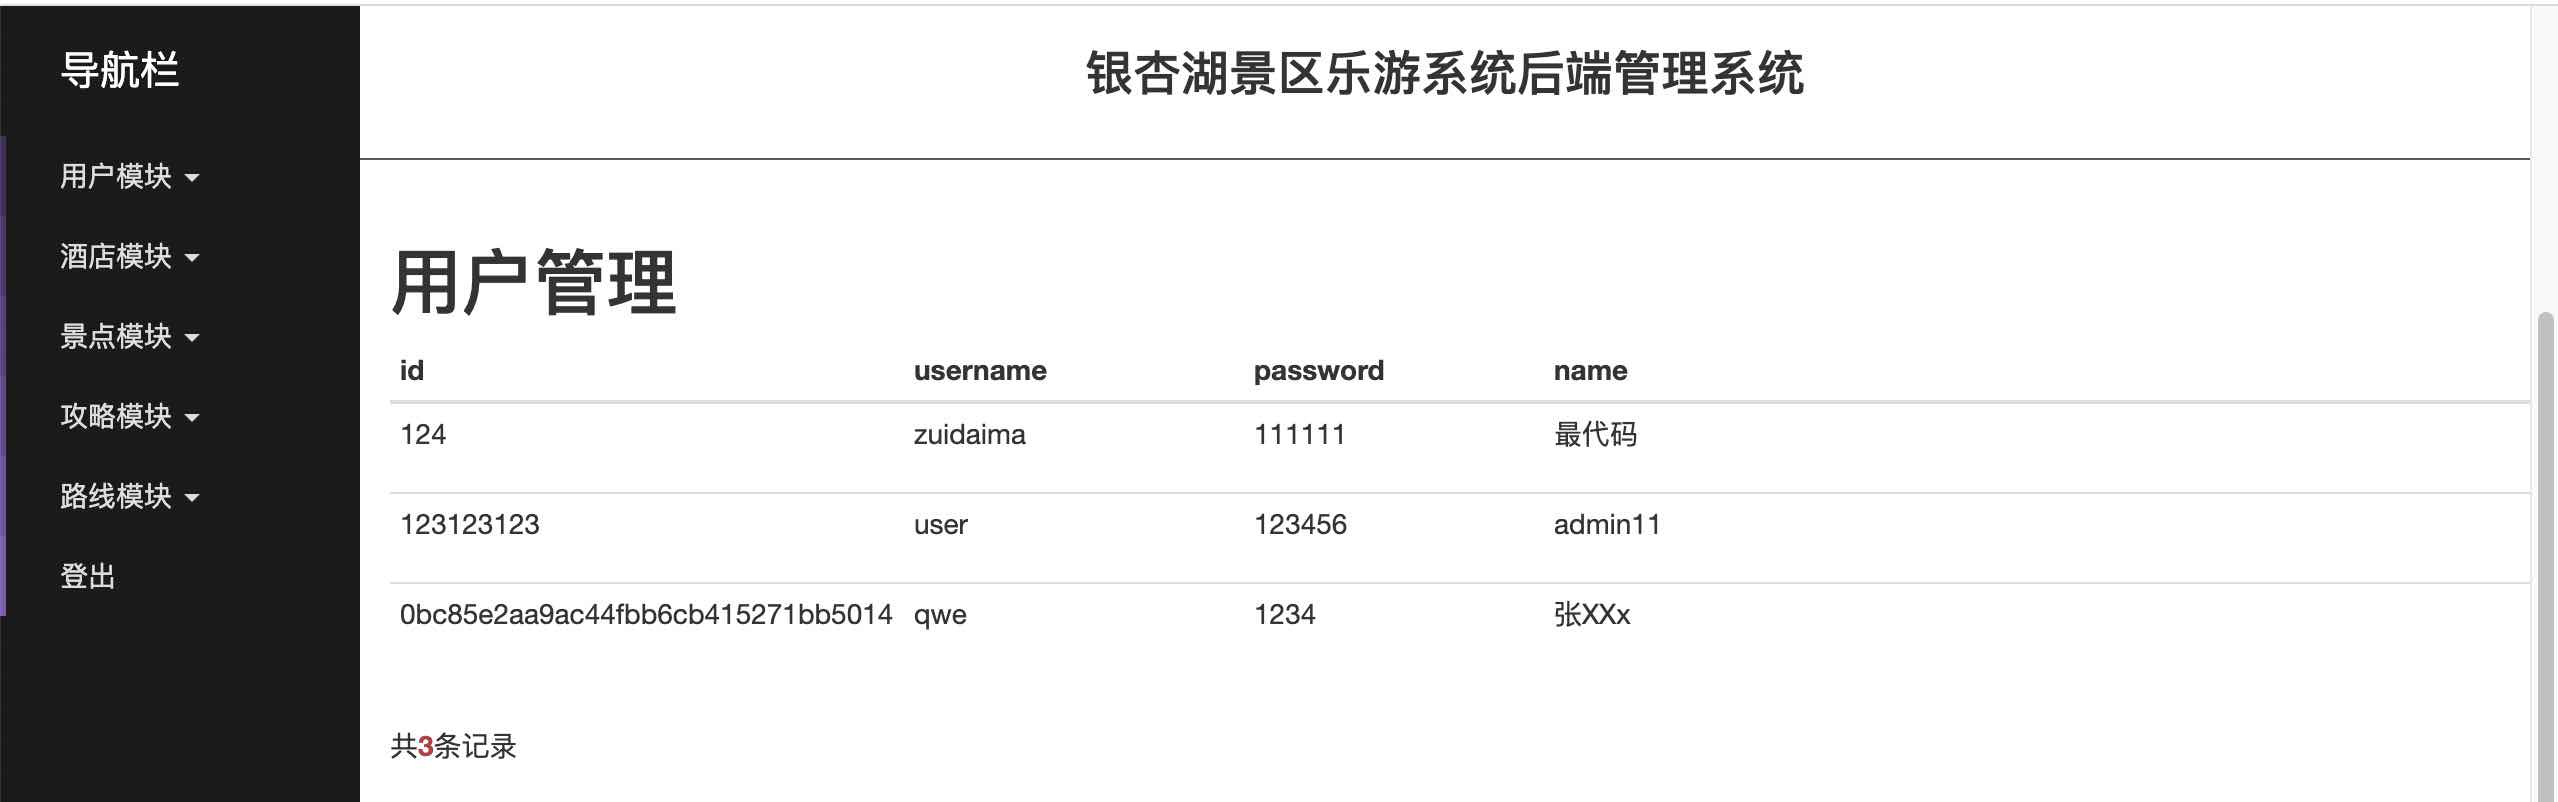 导航栏
用户模块
酒店模块
景点模块
攻略模块
路线模块
登出
银杏湖景区乐游系统后端管理系统
用户管理
id username password name
124 zuidaima 111111 最代码
123123123 user 123456 admin11
0bc85e2aa9ac44fbb6cb415271bb5014 qwe 1234 张XXx
共3条记录